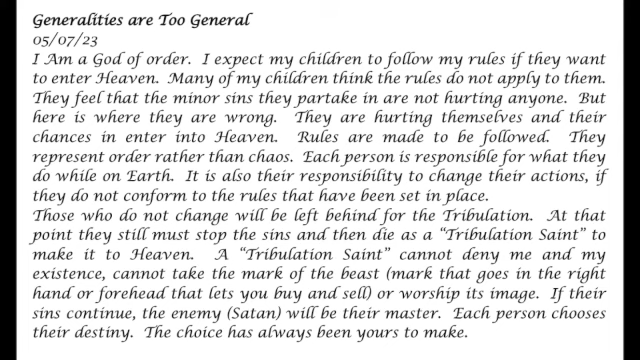 Generalities are Too General
05/07/23
I Am a God of order. I expect my children to follow my rules if they want
to enter Heaven. Many of my children think the rules do not apply to them.
They feel that the minor sins they partake in are not hurting anyone. But
here is where they are wrong. They are hurting themselves and their
chances in enter into Heaven. Rules are made to be followed. They
represent order rather than chaos. Each person is responsible for what they
do while on Earth. It is also their responsibility to change their actions, if
they do not conform to the rules that have been set in place.
Those who do not change will be left behind for the Tribulation. At that
point they still must stop the sins and then die as a “Tribulation Saint” to
make it to Heaven. A “Tribulation Saint” cannot deny me and my
existence, cannot take the mark of the beast (mark that goes in the right
hand or forehead that lets you buy and sell) or worship its image. If their
sins continue, the enemy (Satan) will be their master. Each person chooses
their destiny. The choice has always been yours to make.